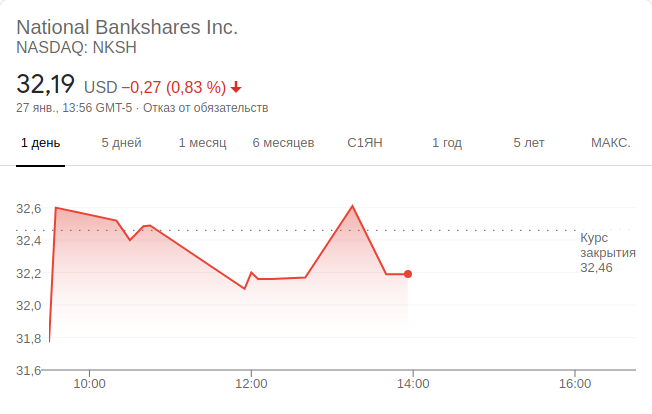 National Bankshares Inc.
NASDAQ: NKSH
32,19 USD −0,27 (0,83 %)
27 янв., 13:56 GMT-5 · Отказ от обязательств
1 день 5 дней 1 месяц 6 месяцев С1ЯН 1 год 5 лет МАКС.
32,6
32,4
32,2
32,0
31,8
31,6
Курс
закрытия
32,46
10:00 12:00 14:00 16:00